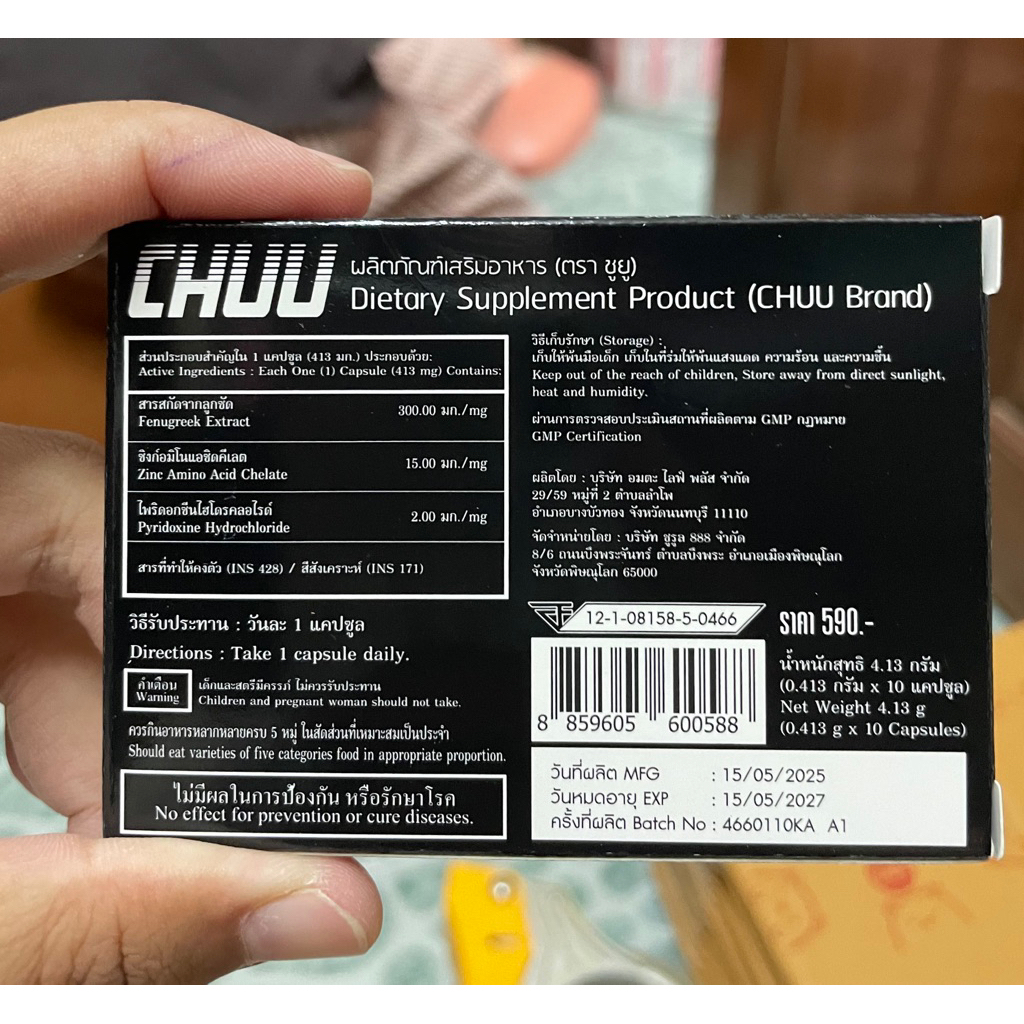 CHUU
ผลิตภัณฑ์เสริมอาหาร (ตรา ชูยู)
Dietary Supplement Product (CHUU Brand)
ส่วนประกอบสำคัญใน 1 แคปซูล (413 มก.) ประกอบด้วย:
Active Ingredients : Each One (1) Capsule (413 mg) Contains:
สารสกัดจากลูกซัด
Fenugreek Extract
300.00 มก./mg
ซิงก์อมิโนแอซิดคีเลต
Zinc Amino Acid Chelate
15.00 มก./mg
ไพริดอกซีนไฮโดรคลอไรด์
Pyridoxine Hydrochloride
2.00 มก./mg
สารที่ทำให้คงตัว (INS 428) / สีสังเคราะห์ (INS 171)
วิธีรับประทาน : วันละ 1 แคปซูล
Directions : Take 1 capsule daily.
คำเตือน
Warning
เด็กและสตรีมีครรภ์ ไม่ควรรับประทาน
Children and pregnant woman should not take.
ควรกินอาหารหลากหลายครบ 5 หมู่ ในสัดส่วนที่เหมาะสมเป็นประจำ
Should eat varieties of five categories food in appropriate proportion.
ไม่มีผลในการป้องกัน หรือรักษาโรค
No effect for prevention or cure diseases.
วิธีเก็บรักษา (Storage) :
เก็บให้พ้นมือเด็ก เก็บในที่ร่มให้พ้นแสงแดด ความร้อน และความชื้น
Keep out of the reach of children, Store away from direct sunlight,
heat and humidity.
ผ่านการตรวจสอบประเมินสถานที่ผลิตตาม GMP กฎหมาย
GMP Certification
ผลิตโดย : บริษัท อมตะ ไลฟ์ พลัส จำกัด
29/59 หมู่ที่ 2 ตำบลลำโพ
อำเภอบางบัวทอง จังหวัดนนทบุรี 11110
จัดจำหน่ายโดย : บริษัท ชูรูล 888 จำกัด
8/6 ถนนบึงพระจันทร์ ตำบลบึงพระ อำเภอเมืองพิษณุโลก
จังหวัดพิษณุโลก 65000
12-1-08158-5-0466
ราคา 590.-
8 859605 600588
น้ำหนักสุทธิ 4.13 กรัม
(0.413 กรัม x 10 แคปซูล)
Net Weight 4.13 g
(0.413 g x 10 Capsules)
วันที่ผลิต MFG : 15/05/2025
วันหมดอายุ EXP : 15/05/2027
ครั้งที่ผลิต Batch No : 4660110KA A1